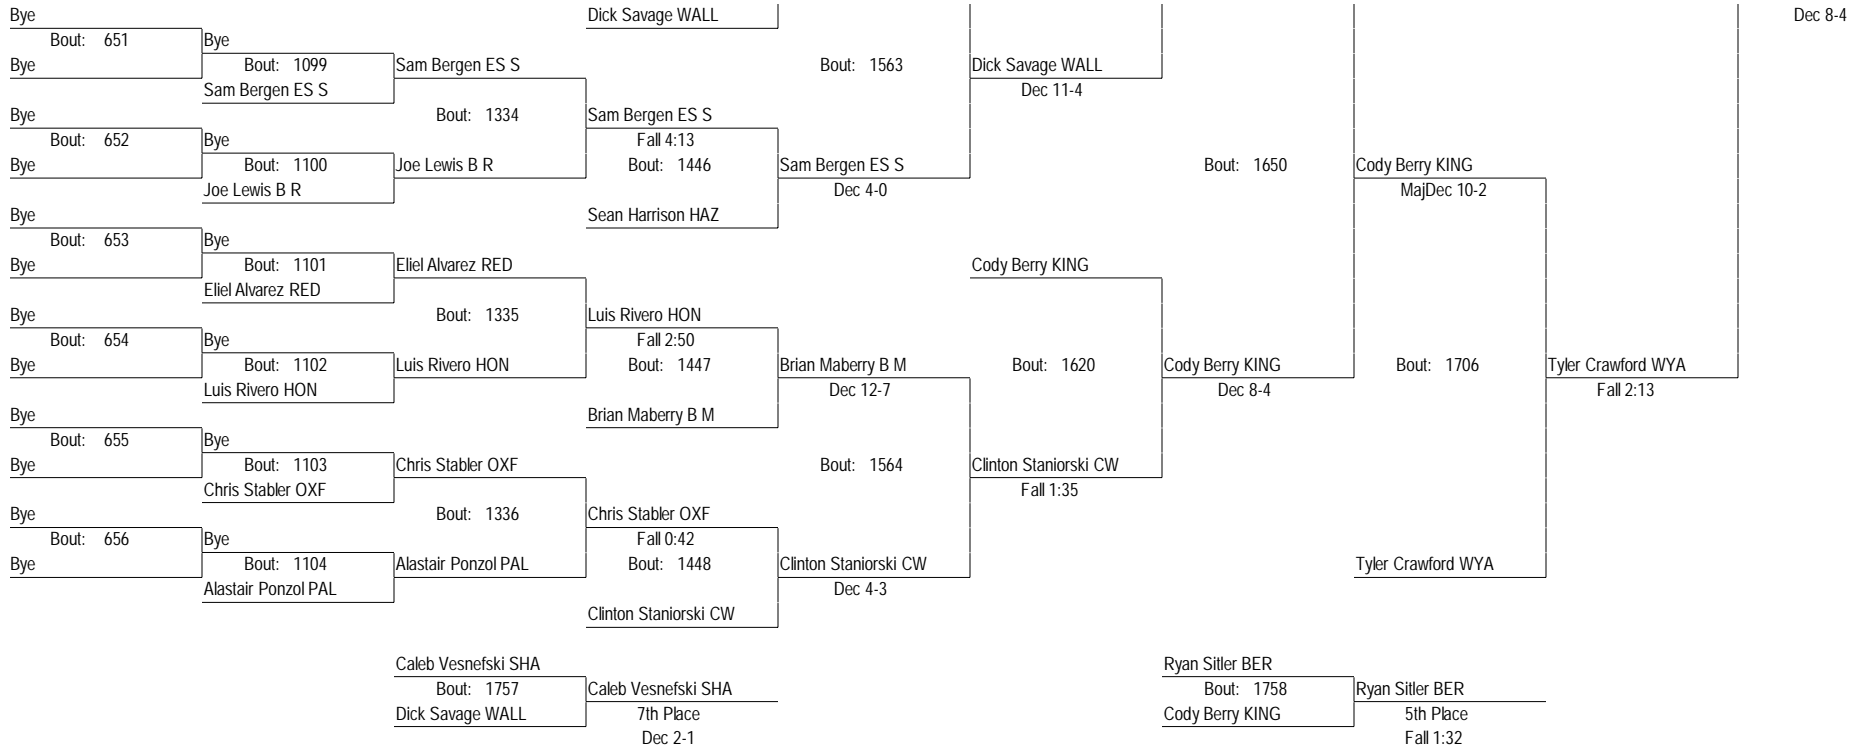 Bye Dick Savage WALL Dec 8-4
Bout: 651 Bye
Bye Bout: 1099 Sam Bergen ES S Bout: 1563 Dick Savage WALL
Sam Bergen ES S Dec 11-4
Bye Bout: 1334 Sam Bergen ES S
Bout: 652 Bye Fall 4:13
Bye Bout: 1100 Joe Lewis B R Bout: 1446 Sam Bergen ES S Bout: 1650 Cody Berry KING
Joe Lewis B R Dec 4-0 MajDec 10-2
Bye Sean Harrison HAZ
Bout: 653 Bye
Bye Bout: 1101 Eliel Alvarez RED Cody Berry KING
Eliel Alvarez RED
Bye Bout: 1335 Luis Rivero HON
Bout: 654 Bye Fall 2:50
Bye Bout: 1102 Luis Rivero HON Bout: 1447 Brian Maberry B M Bout: 1620 Cody Berry KING Bout: 1706 Tyler Crawford WYA
Luis Rivero HON Dec 12-7 Dec 8-4 Fall 2:13
Bye Brian Maberry B M
Bout: 655 Bye
Bye Bout: 1103 Chris Stabler OXF Bout: 1564 Clinton Staniorski CW
Chris Stabler OXF Fall 1:35
Bye Bout: 1336 Chris Stabler OXF
Bout: 656 Bye Fall 0:42
Bye Bout: 1104 Alastair Ponzol PAL Bout: 1448 Clinton Staniorski CW Tyler Crawford WYA
Alastair Ponzol PAL Dec 4-3
Clinton Staniorski CW
Caleb Vesnefski SHA Ryan Sitler BER
Bout: 1757 Caleb Vesnefski SHA Bout: 1758 Ryan Sitler BER
Dick Savage WALL 7th Place Cody Berry KING 5th Place
Dec 2-1 Fall 1:32